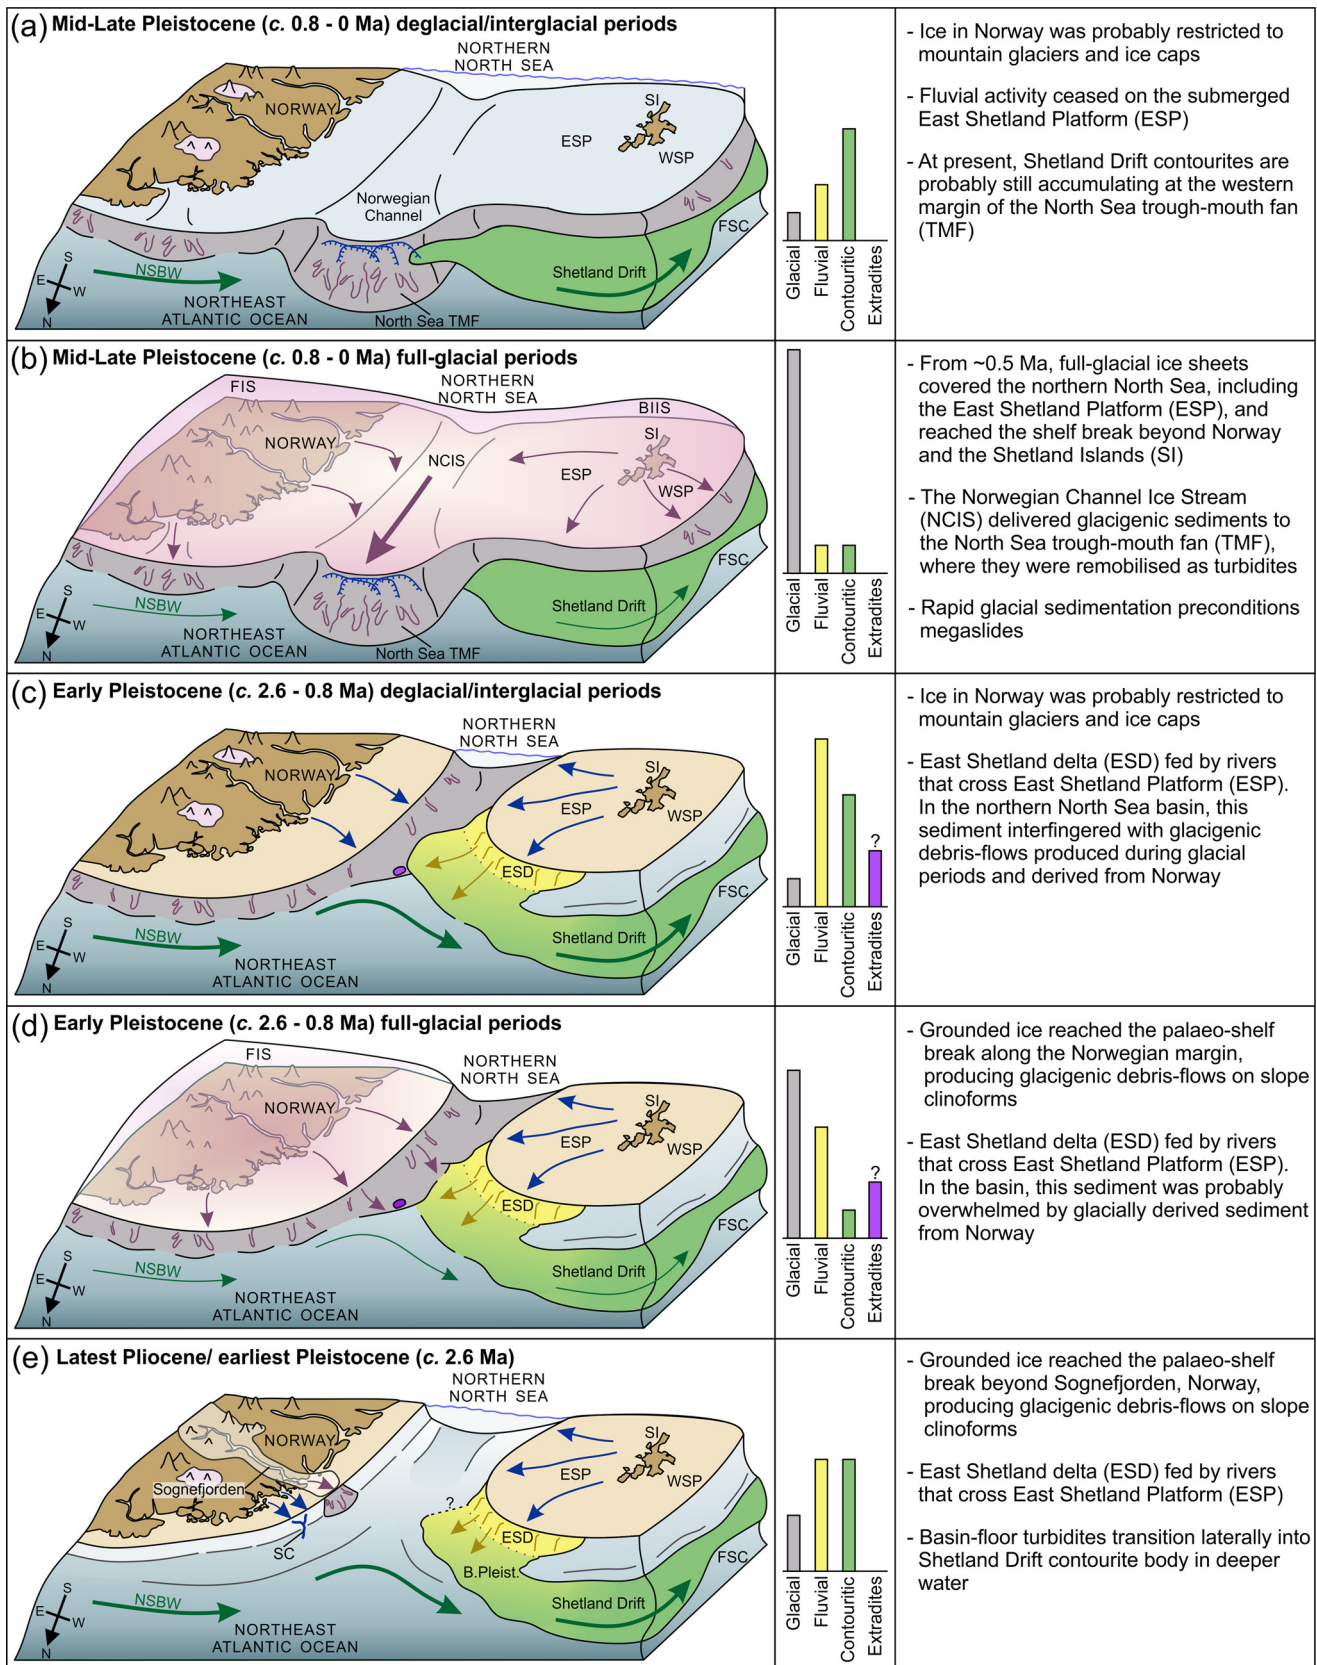 (a) Mid-Late Pleistocene (c. 0.8 - 0 Ma) deglacial/interglacial periods
NORTHERN
NORTH SEA
NORWAY
SI
ESP
WSP
Norwegian
Channel
FSC
Shetland Drift
S
E
W
N
NSBW
NORTHEAST
ATLANTIC OCEAN
North Sea TMF
Glacial
Fluvial
Contouritic
Extradites
- Ice in Norway was probably restricted to
mountain glaciers and ice caps
- Fluvial activity ceased on the submerged
East Shetland Platform (ESP)
- At present, Shetland Drift contourites are
probably still accumulating at the western
margin of the North Sea trough-mouth fan
(TMF)
(b) Mid-Late Pleistocene (c. 0.8 - 0 Ma) full-glacial periods
FIS
NORTHERN
NORTH SEA
BIIS
NORWAY
SI
NCIS
ESP
WSP
FSC
Shetland Drift
S
E
W
N
NSBW
NORTHEAST
ATLANTIC OCEAN
North Sea TMF
Glacial
Fluvial
Contouritic
Extradites
- From ~0.5 Ma, full-glacial ice sheets
covered the northern North Sea, including
the East Shetland Platform (ESP), and
reached the shelf break beyond Norway
and the Shetland Islands (SI)
- The Norwegian Channel Ice Stream
(NCIS) delivered glacigenic sediments to
the North Sea trough-mouth fan (TMF),
where they were remobilised as turbidites
- Rapid glacial sedimentation preconditions
megaslides
(c) Early Pleistocene (c. 2.6 - 0.8 Ma) deglacial/interglacial periods
NORTHERN
NORTH SEA
NORWAY
SI
ESP
WSP
ESD
FSC
Shetland Drift
S
E
W
N
NSBW
NORTHEAST
ATLANTIC OCEAN
?
Glacial
Fluvial
Contouritic
Extradites
- Ice in Norway was probably restricted to
mountain glaciers and ice caps
- East Shetland delta (ESD) fed by rivers
that cross East Shetland Platform (ESP).
In the northern North Sea basin, this
sediment interfingered with glacigenic
debris-flows produced during glacial
periods and derived from Norway
(d) Early Pleistocene (c. 2.6 - 0.8 Ma) full-glacial periods
FIS
NORTHERN
NORTH SEA
NORWAY
SI
ESP
WSP
ESD
FSC
Shetland Drift
S
E
W
N
NSBW
NORTHEAST
ATLANTIC OCEAN
?
Glacial
Fluvial
Contouritic
Extradites
- Grounded ice reached the palaeo-shelf
break along the Norwegian margin,
producing glacigenic debris-flows on slope
clinoforms
- East Shetland delta (ESD) fed by rivers
that cross East Shetland Platform (ESP).
In the basin, this sediment was probably
overwhelmed by glacially derived sediment
from Norway
(e) Latest Pliocene/ earliest Pleistocene (c. 2.6 Ma)
NORTHERN
NORTH SEA
NORWAY
SI
ESP
WSP
Sognefjorden
?
ESD
SC
B.Pleist.
FSC
Shetland Drift
S
E
W
N
NSBW
NORTHEAST
ATLANTIC OCEAN
Glacial
Fluvial
Contouritic
Extradites
- Grounded ice reached the palaeo-shelf
break beyond Sognefjorden, Norway,
producing glacigenic debris-flows on slope
clinoforms
- East Shetland delta (ESD) fed by rivers
that cross East Shetland Platform (ESP)
- Basin-floor turbidites transition laterally into
Shetland Drift contourite body in deeper
water